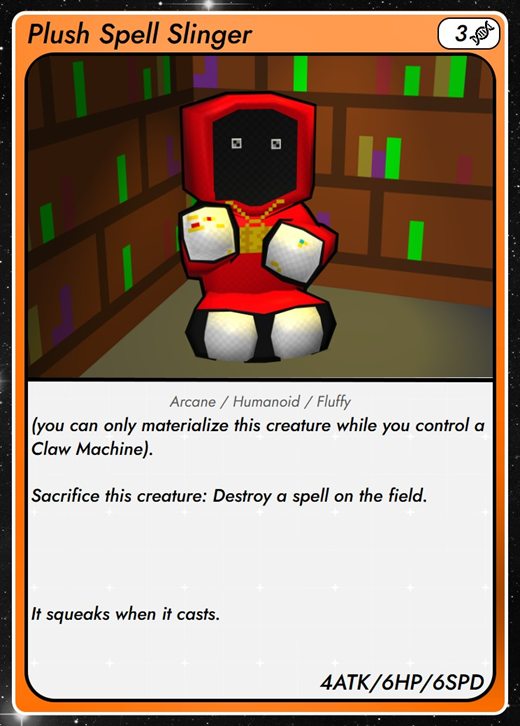 Plush Spell Slinger
3
Arcane / Humanoid / Fluffy
(you can only materialize this creature while you control a
Claw Machine).
Sacrifice this creature: Destroy a spell on the field.
It squeaks when it casts.
4ATK/6HP/6SPD